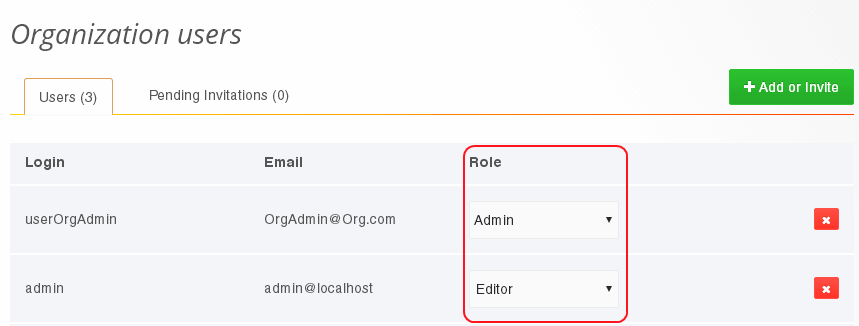 Organization users
Users (3) Pending Invitations (0) Add or Invite
Login Email Role
userOrgAdmin OrgAdmin@Org.com Admin
admin admin@localhost Editor